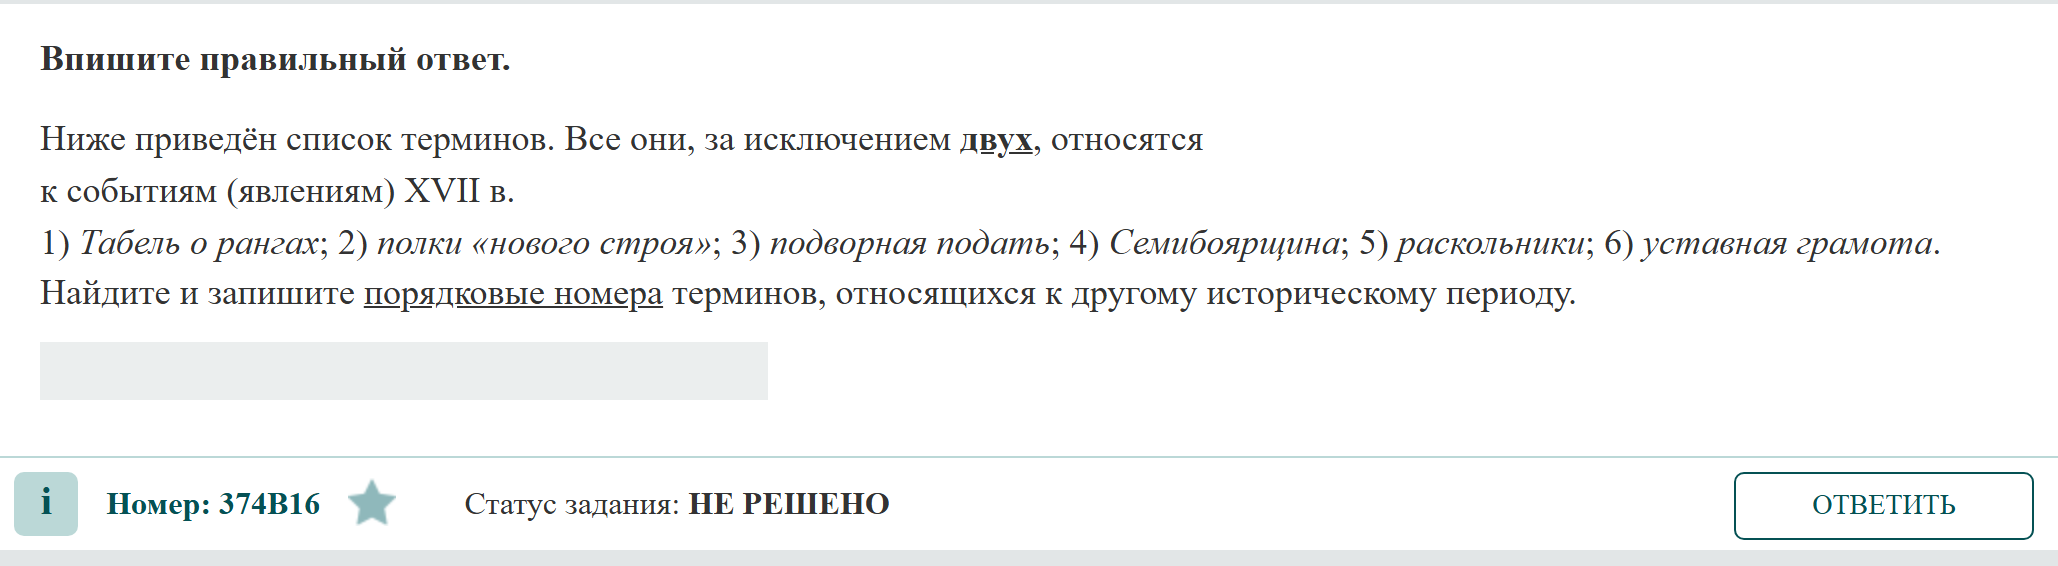 Впишите правильный ответ.
Ниже приведён список терминов. Все они, за исключением двух, относятся
к событиям (явлениям) XVII в.
1) Табель о рангах; 2) полки «нового строя»; 3) подворная подать; 4) Семибоярщина; 5) раскольники; 6) уставная грамота.
Найдите и запишите порядковые номера терминов, относящихся к другому историческому периоду.
i Номер: 374B16 Статус задания: НЕ РЕШЕНО ОТВЕТИТЬ